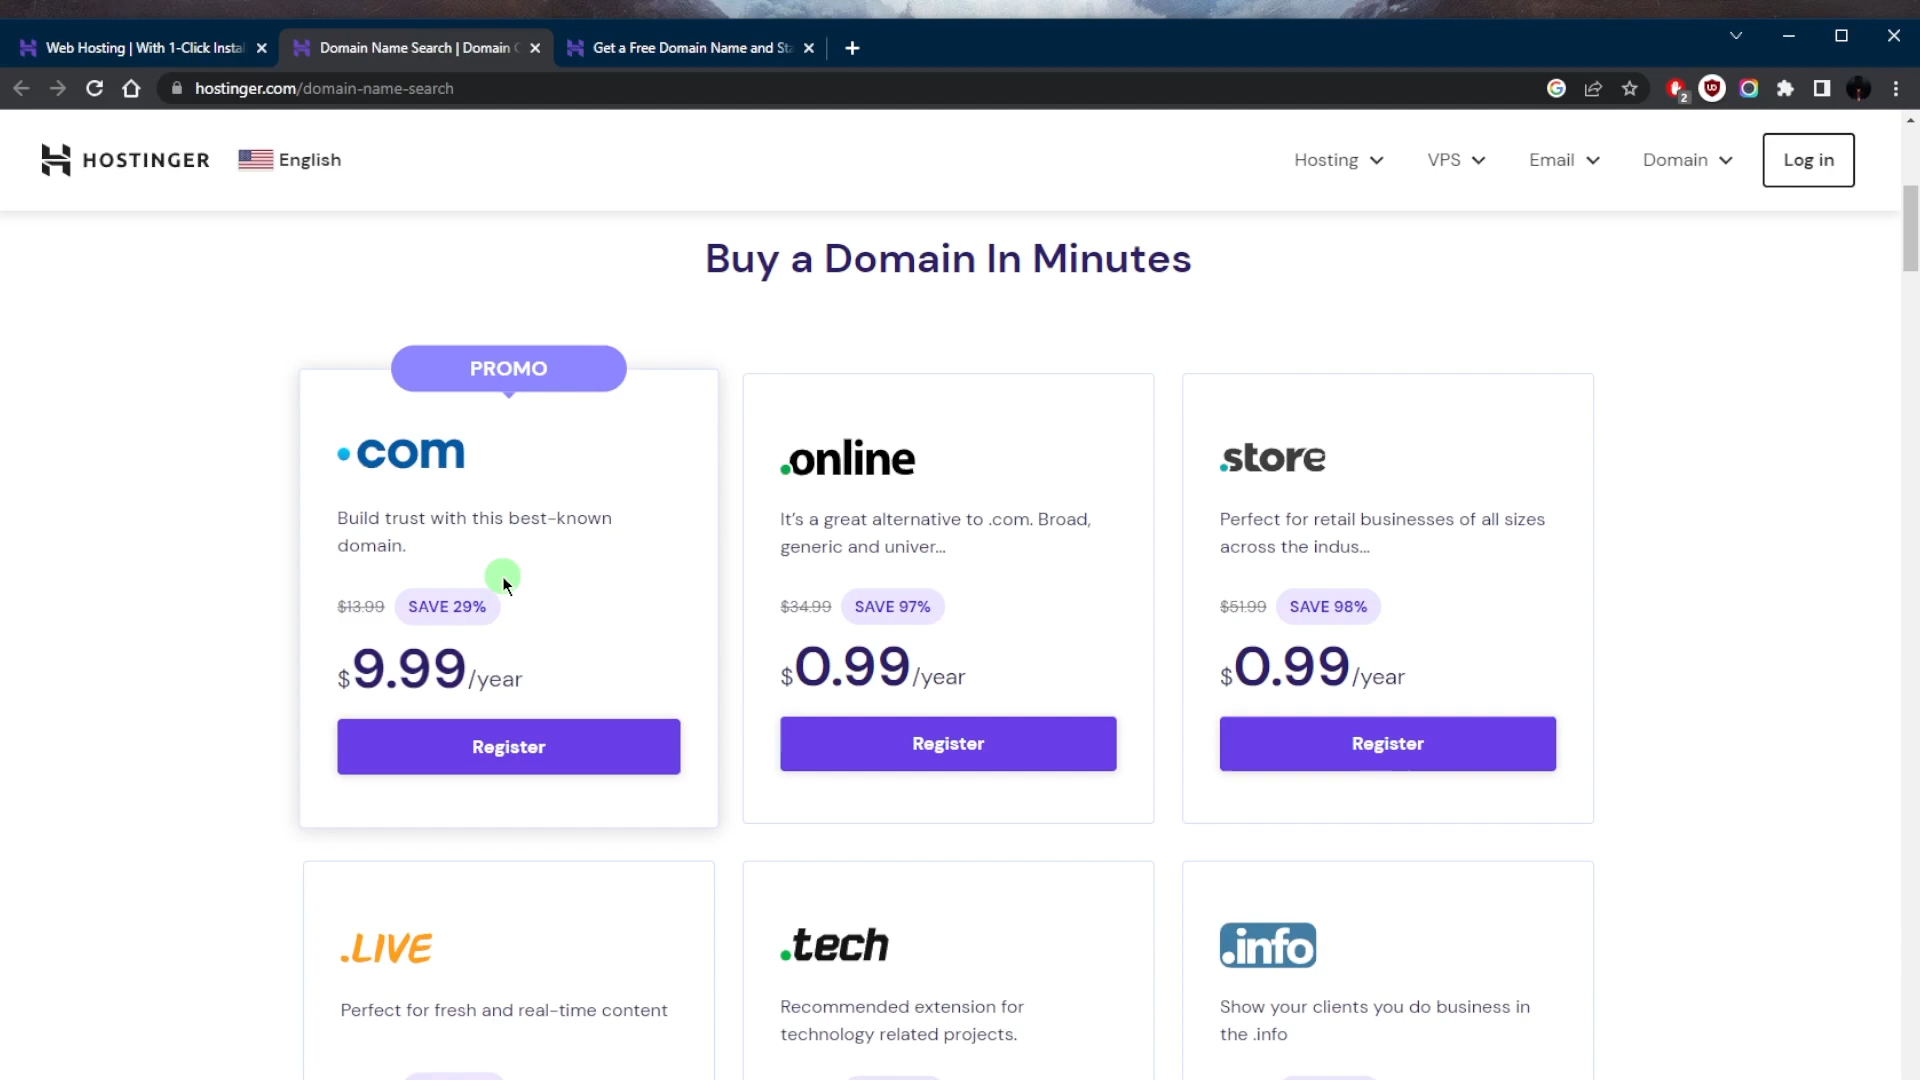 Web Hosting | With 1-Click Instal
Domain Name Search | Domain
Get a Free Domain Name and Sta
hostinger.com/domain-name-search
2
HOSTINGER
English
Hosting
VPS
Email
Domain
Log in
Buy a Domain In Minutes
PROMO
.com
Build trust with this best-known
domain.
$13.99 SAVE 29%
$9.99/year
Register
.online
It's a great alternative to .com. Broad,
generic and univer...
$34.99 SAVE 97%
$0.99/year
Register
.store
Perfect for retail businesses of all sizes
across the indus...
$51.99 SAVE 98%
$0.99/year
Register
.LIVE
Perfect for fresh and real-time content
.tech
Recommended extension for
technology related projects.
.info
Show your clients you do business in
the .info